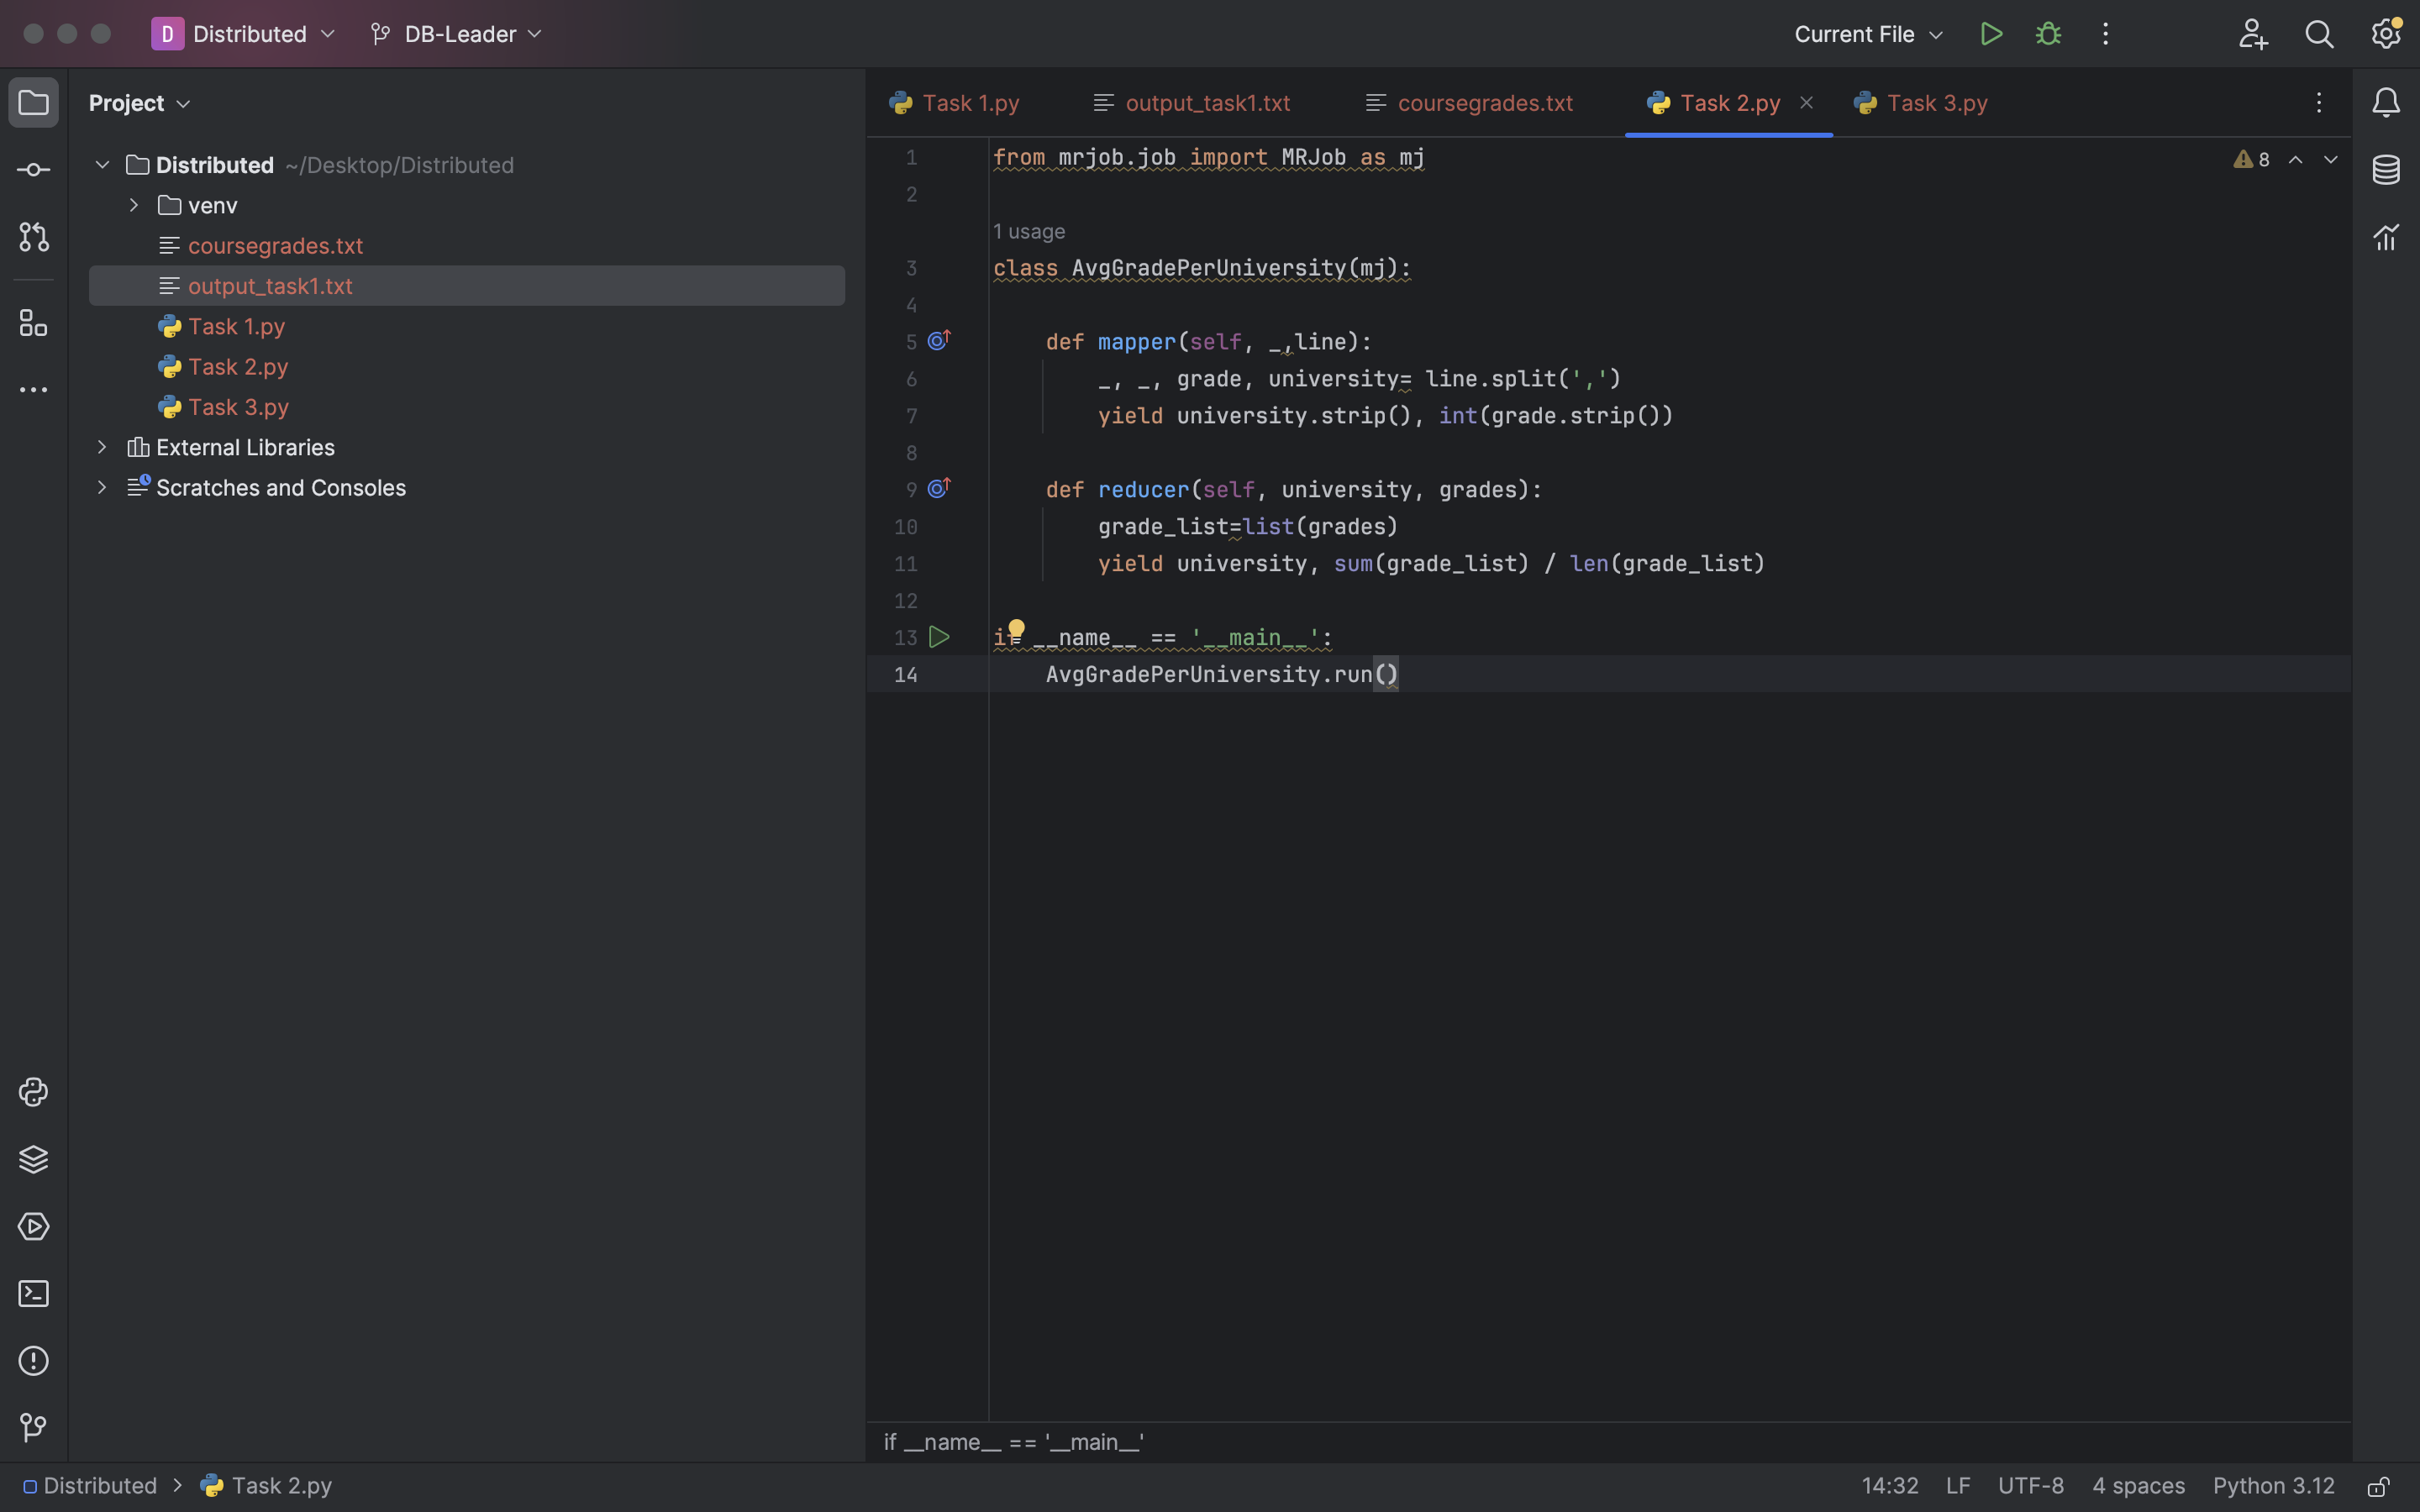 D Distributed DB-Leader Current File
Project
Task 1.py output_task1.txt coursegrades.txt Task 2.py Task 3.py
Distributed ~/Desktop/Distributed
venv
coursegrades.txt
output_task1.txt
Task 1.py
Task 2.py
Task 3.py
External Libraries
Scratches and Consoles
8
1 from mrjob.job import MRJob as mj
2
1 usage
3 class AvgGradePerUniversity(mj):
4
5 def mapper(self, _,line):
6 _, _, grade, university= line.split(',')
7 yield university.strip(), int(grade.strip())
8
9 def reducer(self, university, grades):
10 grade_list=list(grades)
11 yield university, sum(grade_list) / len(grade_list)
12
13 if __name__ == '__main__':
14 AvgGradePerUniversity.run()
if __name__ == '__main__'
Distributed Task 2.py 14:32 LF UTF-8 4 spaces Python 3.12